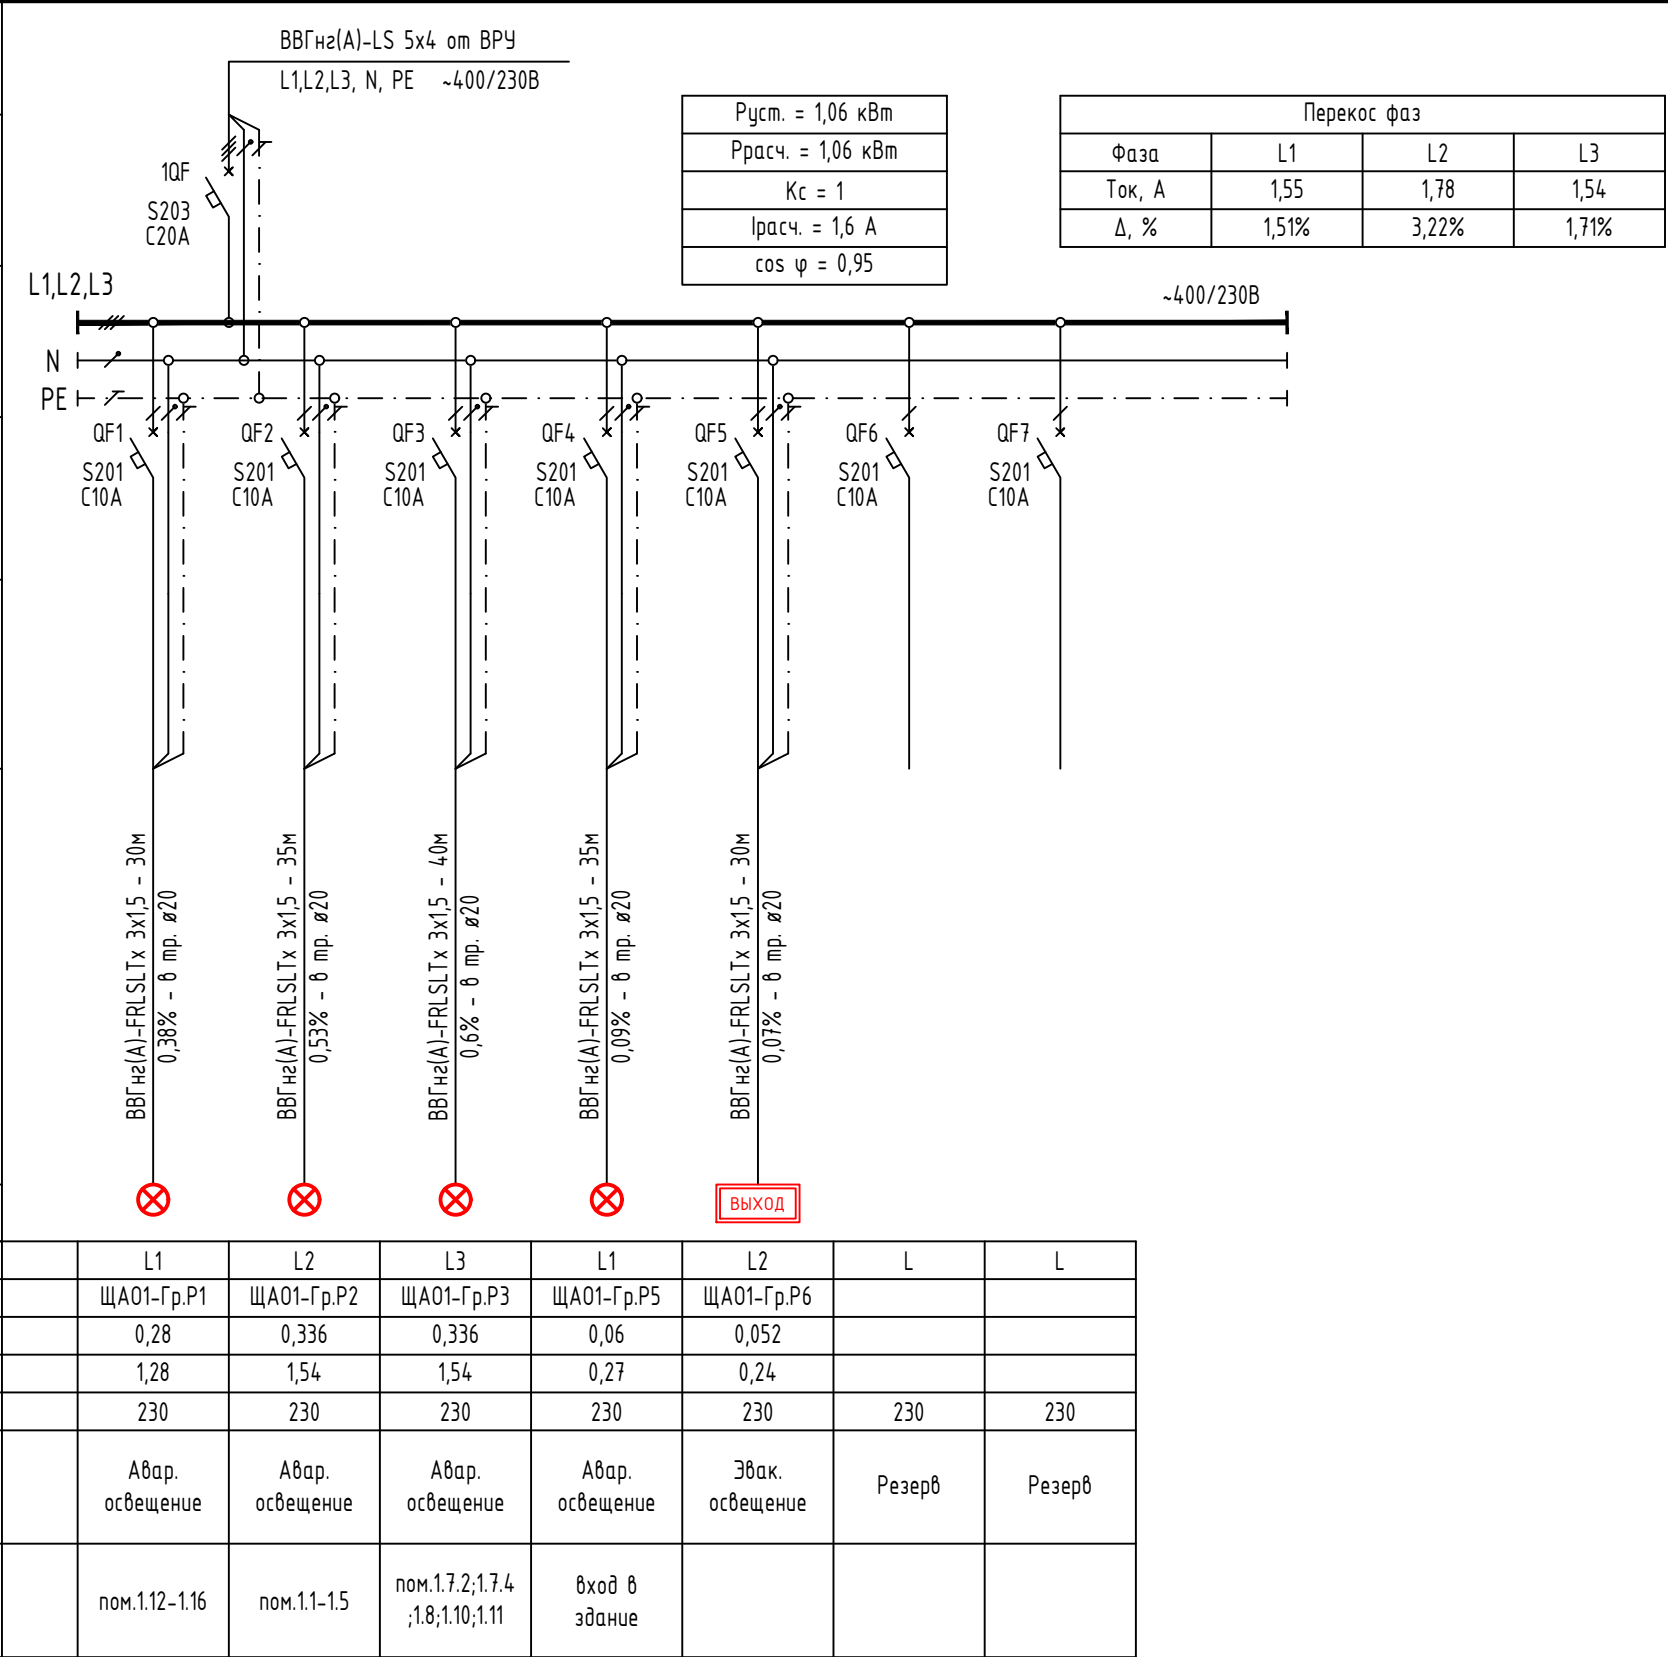 ВВГнг(А)-LS 5х4 от ВРУ
L1,L2,L3, N, PE ~400/230В
1QF
S203
C20A
Руст. = 1,06 кВт
Ррасч. = 1,06 кВт
Кс = 1
Iрасч. = 1,6 А
cos φ = 0,95
Перекос фаз
Фаза L1 L2 L3
Ток, А 1,55 1,78 1,54
Δ, % 1,51% 3,22% 1,71%
L1,L2,L3
~400/230В
N
PE
QF1 QF2 QF3 QF4 QF5 QF6 QF7
S201 S201 S201 S201 S201 S201 S201
C10A C10A C10A C10A C10A C10A C10A
ВВГнг(А)-FRLSLTx 3х1,5 - 30м
0,38% - в тр. ø20
ВВГнг(А)-FRLSLTx 3х1,5 - 35м
0,53% - в тр. ø20
ВВГнг(А)-FRLSLTx 3х1,5 - 40м
0,6% - в тр. ø20
ВВГнг(А)-FRLSLTx 3х1,5 - 35м
0,09% - в тр. ø20
ВВГнг(А)-FRLSLTx 3х1,5 - 30м
0,07% - в тр. ø20
ВЫХОД
L1 L2 L3 L1 L2 L L
ЩАО1-Гр.Р1 ЩАО1-Гр.Р2 ЩАО1-Гр.Р3 ЩАО1-Гр.Р5 ЩАО1-Гр.Р6
0,28 0,336 0,336 0,06 0,052
1,28 1,54 1,54 0,27 0,24
230 230 230 230 230 230 230
Авар. Авар. Авар. Авар. Эвак. Резерв Резерв
освещение освещение освещение освещение освещение
пом.1.12-1.16 пом.1.1-1.5 пом.1.7.2;1.7.4 вход в
;1.8;1.10;1.11 здание